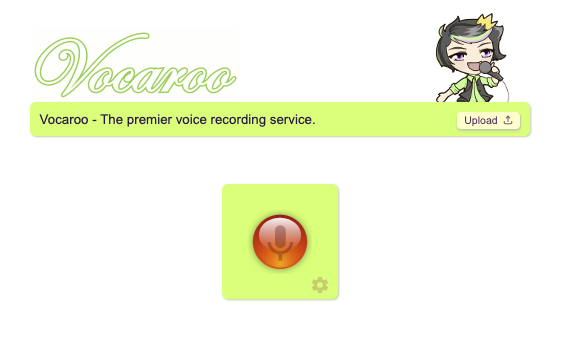 Vocaroo
Vocaroo - The premier voice recording service.
Upload